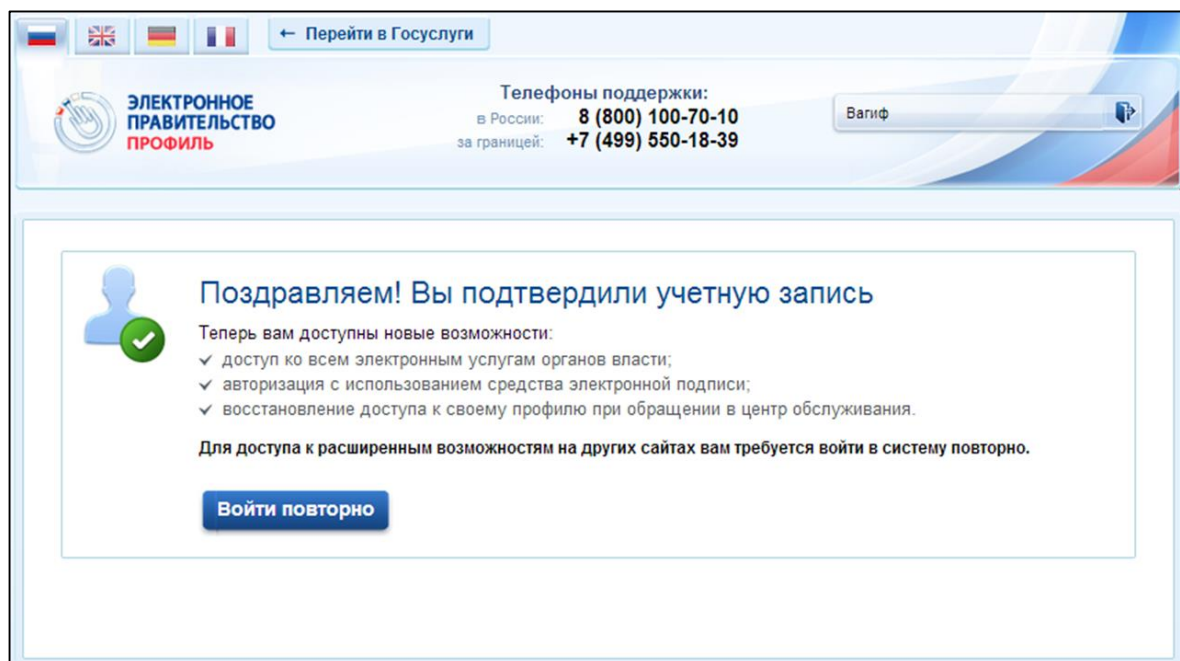 ← Перейти в Госуслуги
ЭЛЕКТРОННОЕ
ПРАВИТЕЛЬСТВО
ПРОФИЛЬ
Телефоны поддержки:
в России: 8 (800) 100-70-10
за границей: +7 (499) 550-18-39
Вагиф
Поздравляем! Вы подтвердили учетную запись
Теперь вам доступны новые возможности:
доступ ко всем электронным услугам органов власти;
авторизация с использованием средства электронной подписи;
восстановление доступа к своему профилю при обращении в центр обслуживания.
Для доступа к расширенным возможностям на других сайтах вам требуется войти в систему повторно.
Войти повторно